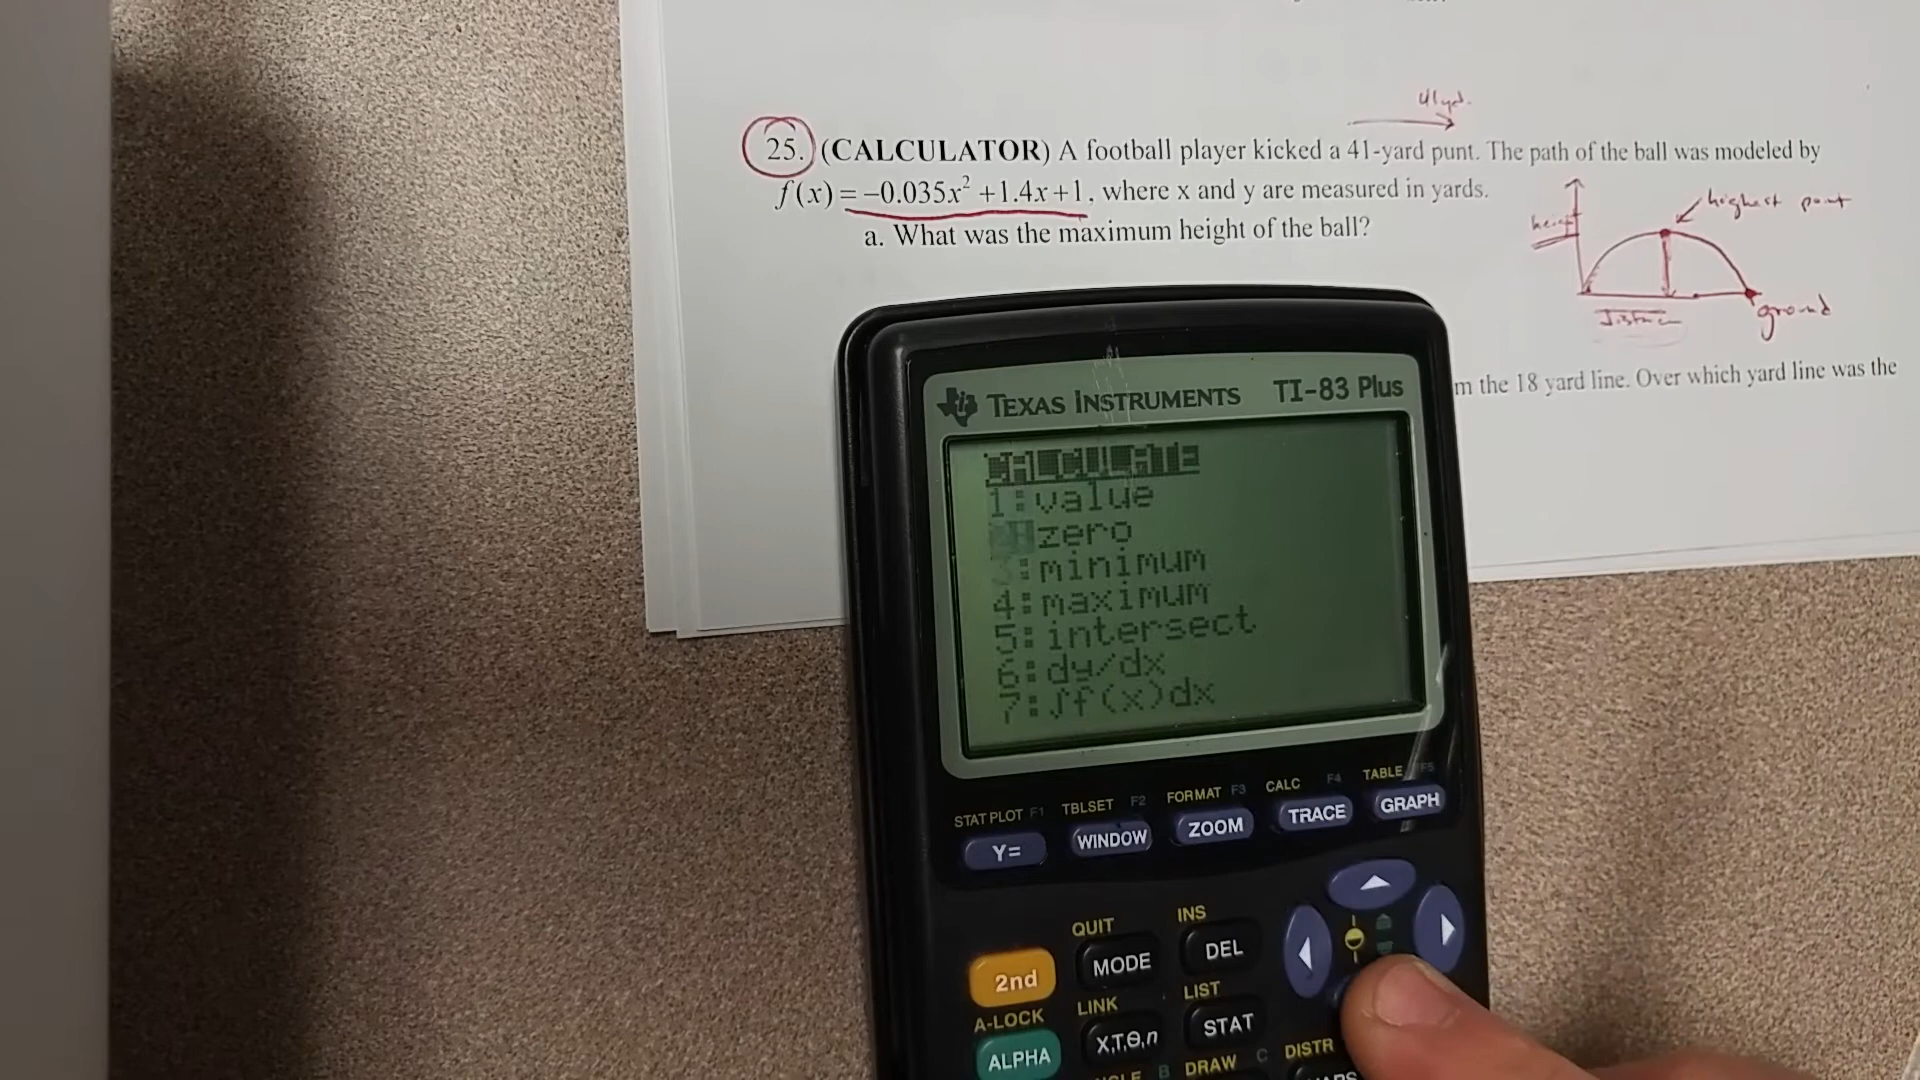 41yd.
25. (CALCULATOR) A football player kicked a 41-yard punt. The path of the ball was modeled by
f(x) = −0.035x² + 1.4x + 1, where x and y are measured in yards.
a. What was the maximum height of the ball?
highest point
height
ground
m the 18 yard line. Over which yard line was the
TEXAS INSTRUMENTS TI-83 Plus
CALCULATE
1:value
zero
3:minimum
4:maximum
5:intersect
6:dy/dx
7:∫f(x)dx
STAT PLOT F1 TBLSET F2 FORMAT F3 CALC F4 TABLE F5
Y= WINDOW ZOOM TRACE GRAPH
QUIT INS
2nd MODE DEL
A-LOCK LINK LIST
ALPHA X,T,Θ,n STAT
B DRAW C DISTR